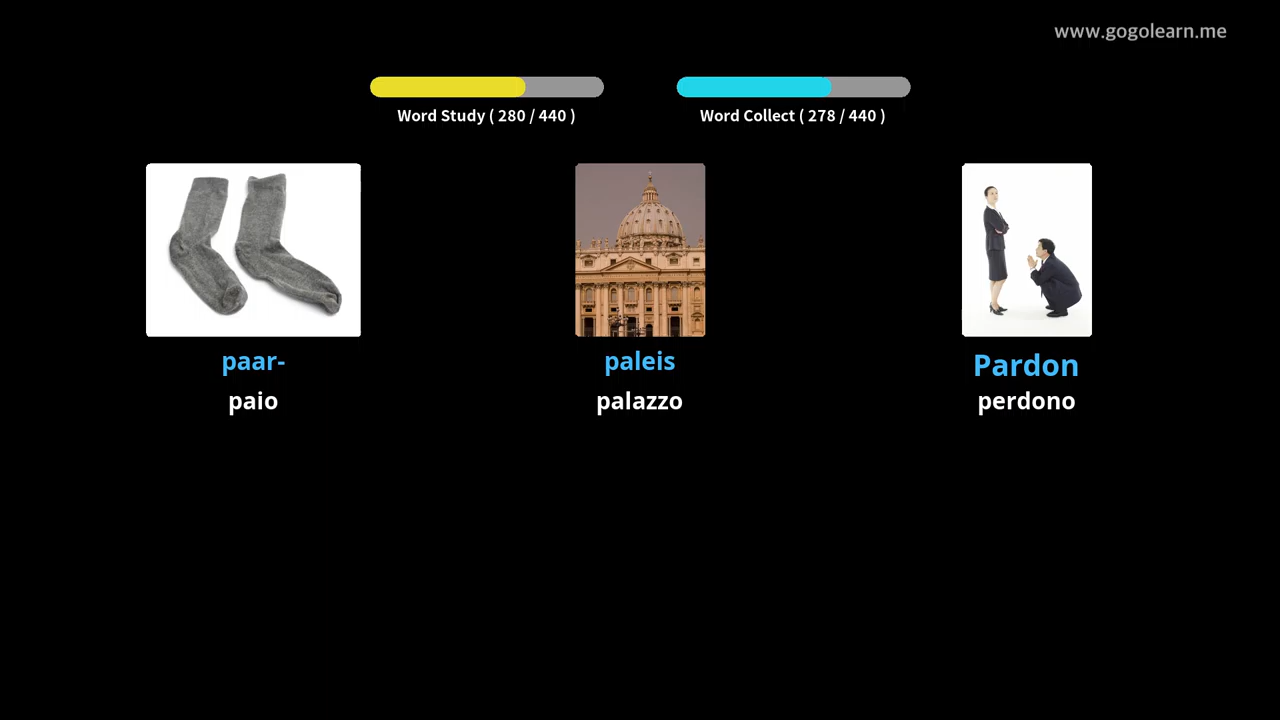 www.gogolearn.me
Word Study ( 280 / 440 )
Word Collect ( 278 / 440 )
paar-
paio
paleis
palazzo
Pardon
perdono